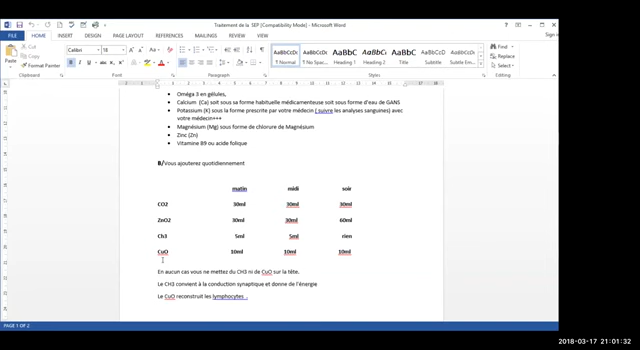 Traitement de la SEP [Compatibility Mode] - Microsoft Word
FILE HOME INSERT DESIGN PAGE LAYOUT REFERENCES MAILINGS REVIEW VIEW Sign in
Cut
Copy
Format Painter
Paste
Clipboard
Calibri 18
Font
Paragraph
AaBbCcDc AaBbCcDc AaBbC AaBbCc AaBbC AaBbCcD AaBbCcDc
¶ Normal ¶ No Spac... Heading 1 Heading 2 Title Subtitle Subtle Em...
Styles
Find
Replace
Select
Editing
Oméga 3 en gélules,
Calcium (Ca) soit sous sa forme habituelle médicamenteuse soit sous forme d'eau de GANS
Potassium (K) sous la forme prescrite par votre médecin ( suivre les analyses sanguines) avec
votre médecin+++
Magnésium (Mg) sous forme de chlorure de Magnésium
Zinc (Zn)
Vitamine B9 ou acide folique
B/Vous ajouterez quotidiennement
matin midi soir
CO2 30ml 30ml 30ml
ZnO2 30ml 30ml 60ml
Ch3 5ml 5ml rien
CuO 10ml 10ml 10ml
En aucun cas vous ne mettez du CH3 ni de CuO sur la tête.
Le CH3 convient à la conduction synaptique et donne de l'énergie
Le CuO reconstruit les lymphocytes .
PAGE 1 OF 2
2018-03-17 21:01:32